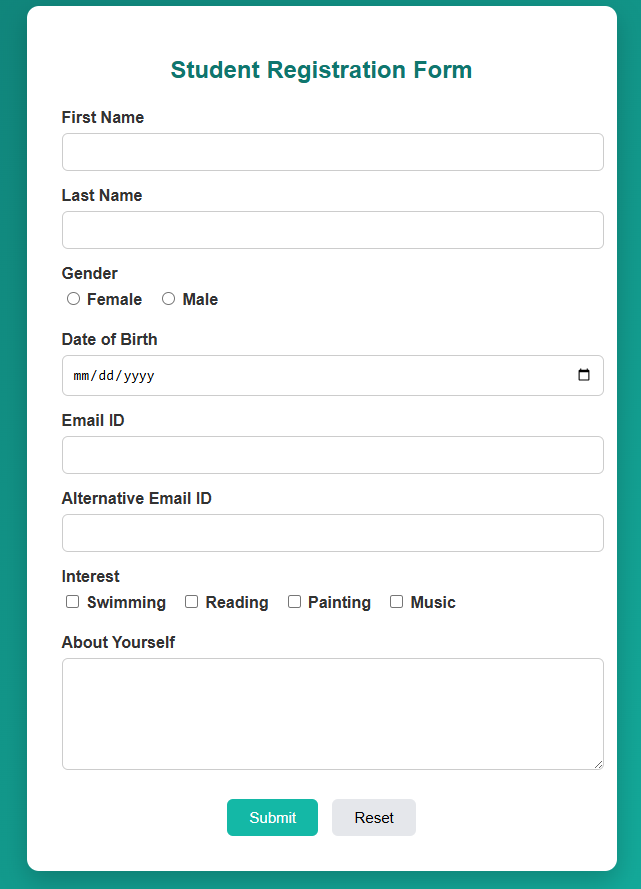 Student Registration Form
First Name
Last Name
Gender
Female Male
Date of Birth
mm/dd/yyyy
Email ID
Alternative Email ID
Interest
Swimming Reading Painting Music
About Yourself
Submit Reset